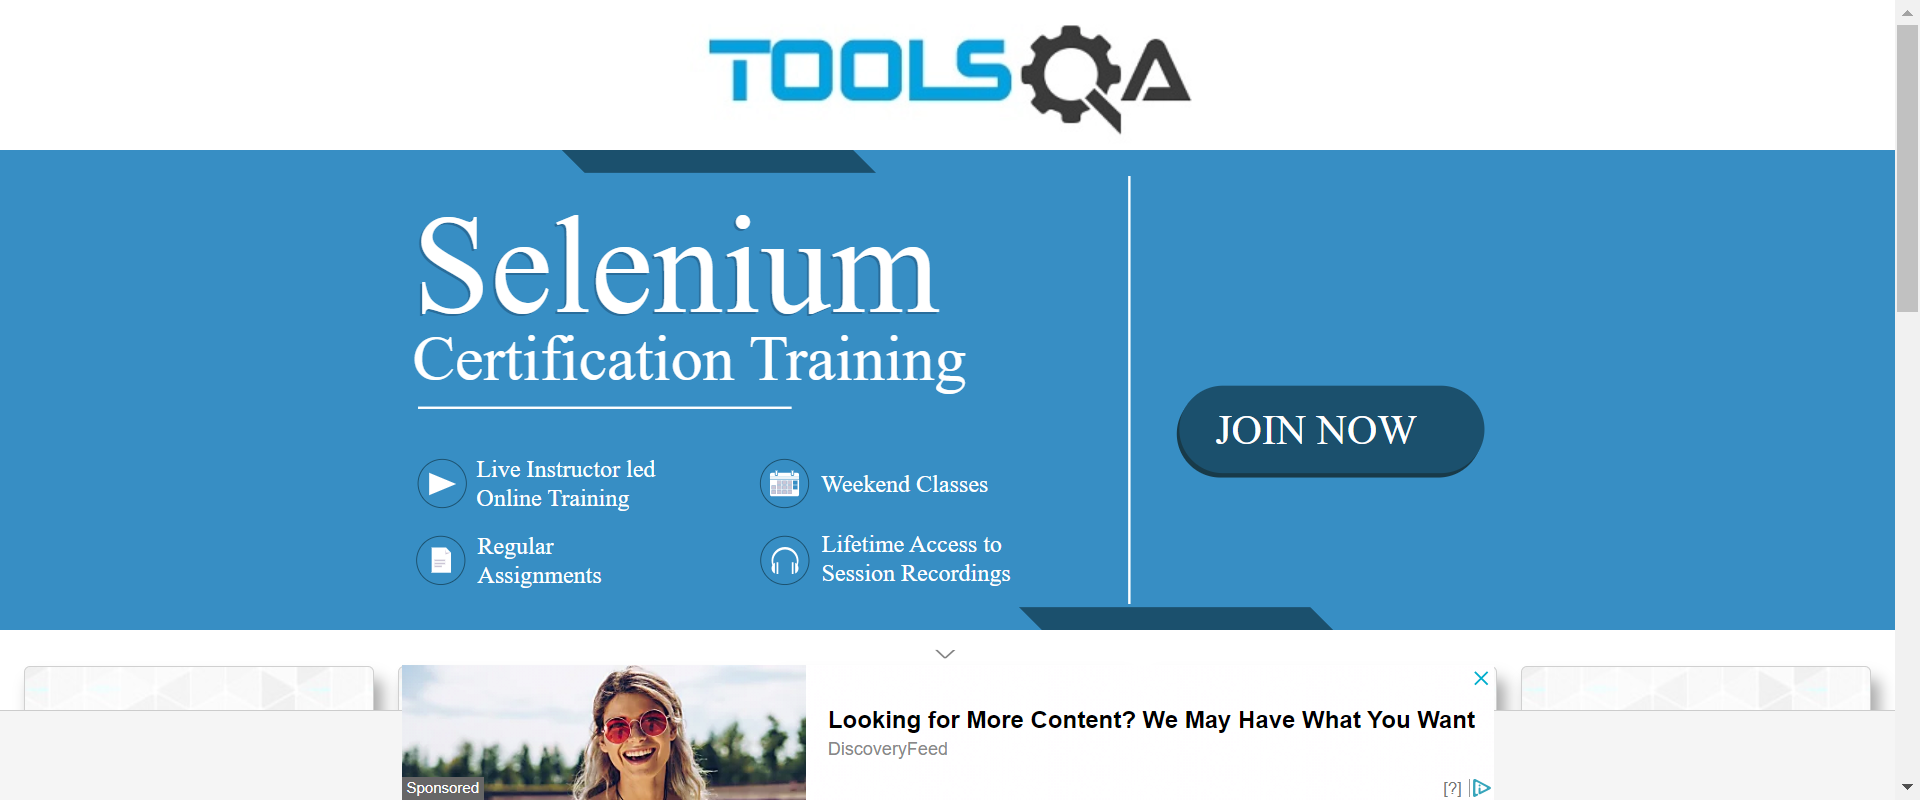 TOOLSQA
Selenium
Certification Training
Live Instructor led
Online Training
Weekend Classes
Regular
Assignments
Lifetime Access to
Session Recordings
JOIN NOW
Looking for More Content? We May Have What You Want
DiscoveryFeed
Sponsored
[?]